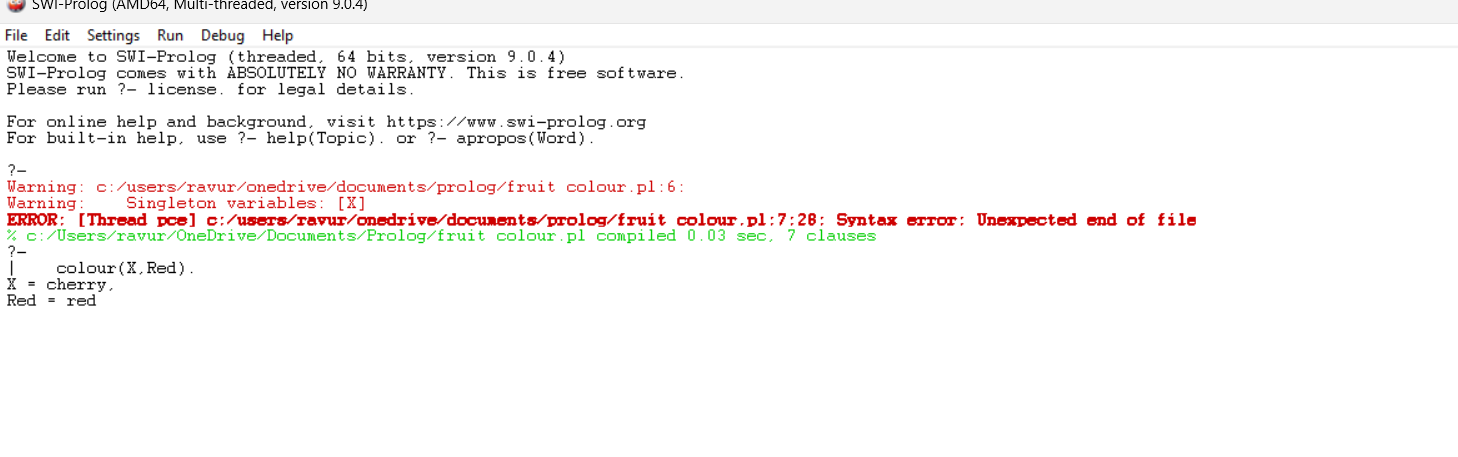 SWI-Prolog (AMD64, Multi-threaded, version 9.0.4)
File Edit Settings Run Debug Help
Welcome to SWI-Prolog (threaded, 64 bits, version 9.0.4)
SWI-Prolog comes with ABSOLUTELY NO WARRANTY. This is free software.
Please run ?- license. for legal details.
For online help and background, visit https://www.swi-prolog.org
For built-in help, use ?- help(Topic). or ?- apropos(Word).
?-
Warning: c:/users/ravur/onedrive/documents/prolog/fruit colour.pl:6:
Warning:    Singleton variables: [X]
ERROR: [Thread pce] c:/users/ravur/onedrive/documents/prolog/fruit colour.pl:7:28: Syntax error: Unexpected end of file
% c:/Users/ravur/OneDrive/Documents/Prolog/fruit colour.pl compiled 0.03 sec, 7 clauses
?-
|    colour(X,Red).
X = cherry,
Red = red